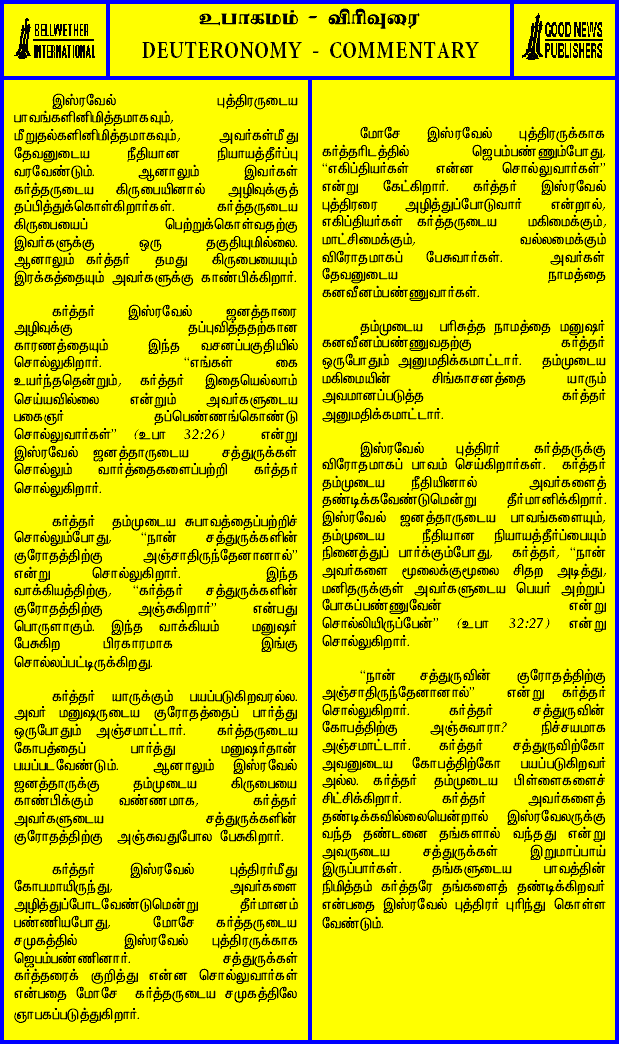 BELLWETHER
INTERNATIONAL
உபாகமம் - விரிவுரை
DEUTERONOMY - COMMENTARY
GOOD NEWS
PUBLISHERS
இஸ்ரவேல் புத்திரருடைய
பாவங்களினிமித்தமாகவும்,
மீறுதல்களினிமித்தமாகவும், அவர்கள்மீது
தேவனுடைய நீதியான நியாயத்தீர்ப்பு
வரவேண்டும். ஆனாலும் இவர்கள்
கர்த்தருடைய கிருபையினால் அழிவுக்குத்
தப்பித்துக்கொள்கிறார்கள். கர்த்தருடைய
கிருபையைப் பெற்றுக்கொள்வதற்கு
இவர்களுக்கு ஒரு தகுதியுமில்லை.
ஆனாலும் கர்த்தர் தமது கிருபையையும்
இரக்கத்தையும் அவர்களுக்கு காண்பிக்கிறார்.
கர்த்தர் இஸ்ரவேல் ஜனத்தாரை
அழிவுக்கு தப்புவித்ததற்கான
காரணத்தையும் இந்த வசனப்பகுதியில்
சொல்லுகிறார். “எங்கள் கை
உயர்ந்ததென்றும், கர்த்தர் இதையெல்லாம்
செய்யவில்லை என்றும் அவர்களுடைய
பகைஞர் தப்பெண்ணங்கொண்டு
சொல்லுவார்கள்” (உபா 32:26) என்று
இஸ்ரவேல் ஜனத்தாருடைய சத்துருக்கள்
சொல்லும் வார்த்தைகளைப்பற்றி கர்த்தர்
சொல்லுகிறார்.
கர்த்தர் தம்முடைய சுபாவத்தைப்பற்றிச்
சொல்லும்போது, “நான் சத்துருக்களின்
குரோதத்திற்கு அஞ்சாதிருந்தேனானால்”
என்று சொல்லுகிறார். இந்த
வாக்கியத்திற்கு, “கர்த்தர் சத்துருக்களின்
குரோதத்திற்கு அஞ்சுகிறார்” என்பது
பொருளாகும். இந்த வாக்கியம் மனுஷர்
பேசுகிற பிரகாரமாக இங்கு
சொல்லப்பட்டிருக்கிறது.
கர்த்தர் யாருக்கும் பயப்படுகிறவரல்ல.
அவர் மனுஷருடைய குரோதத்தைப் பார்த்து
ஒருபோதும் அஞ்சமாட்டார். கர்த்தருடைய
கோபத்தைப் பார்த்து மனுஷர்தான்
பயப்படவேண்டும். ஆனாலும் இஸ்ரவேல்
ஜனத்தாருக்கு தம்முடைய கிருபையை
காண்பிக்கும் வண்ணமாக, கர்த்தர்
அவர்களுடைய சத்துருக்களின்
குரோதத்திற்கு அஞ்சுவதுபோல பேசுகிறார்.
கர்த்தர் இஸ்ரவேல் புத்திரர்மீது
கோபமாயிருந்து, அவர்களை
அழித்துப்போடவேண்டுமென்று தீர்மானம்
பண்ணியபோது, மோசே கர்த்தருடைய
சமுகத்தில் இஸ்ரவேல் புத்திரருக்காக
ஜெபம்பண்ணினார். சத்துருக்கள்
கர்த்தரைக் குறித்து என்ன சொல்லுவார்கள்
என்பதை மோசே கர்த்தருடைய சமுகத்திலே
ஞாபகப்படுத்துகிறார்.
மோசே இஸ்ரவேல் புத்திரருக்காக
கர்த்தரிடத்தில் ஜெபம்பண்ணும்போது,
“எகிப்தியர்கள் என்ன சொல்லுவார்கள்”
என்று கேட்கிறார். கர்த்தர் இஸ்ரவேல்
புத்திரரை அழித்துப்போடுவார் என்றால்,
எகிப்தியர்கள் கர்த்தருடைய மகிமைக்கும்,
மாட்சிமைக்கும், வல்லமைக்கும்
விரோதமாகப் பேசுவார்கள். அவர்கள்
தேவனுடைய நாமத்தை
கனவீனம்பண்ணுவார்கள்.
தம்முடைய பரிசுத்த நாமத்தை மனுஷர்
கனவீனம்பண்ணுவதற்கு கர்த்தர்
ஒருபோதும் அனுமதிக்கமாட்டார். தம்முடைய
மகிமையின் சிங்காசனத்தை யாரும்
அவமானப்படுத்த கர்த்தர்
அனுமதிக்கமாட்டார்.
இஸ்ரவேல் புத்திரர் கர்த்தருக்கு
விரோதமாகப் பாவம் செய்கிறார்கள். கர்த்தர்
தம்முடைய நீதியினால் அவர்களைத்
தண்டிக்கவேண்டுமென்று தீர்மானிக்கிறார்.
இஸ்ரவேல் ஜனத்தாருடைய பாவங்களையும்,
தம்முடைய நீதியான நியாயத்தீர்ப்பையும்
நினைத்துப் பார்க்கும்போது, கர்த்தர், “நான்
அவர்களை மூலைக்குமூலை சிதற அடித்து,
மனிதருக்குள் அவர்களுடைய பெயர் அற்றுப்
போகப்பண்ணுவேன் என்று
சொல்லியிருப்பேன்” (உபா 32:27) என்று
சொல்லுகிறார்.
“நான் சத்துருவின் குரோதத்திற்கு
அஞ்சாதிருந்தேனானால்” என்று கர்த்தர்
சொல்லுகிறார். கர்த்தர் சத்துருவின்
கோபத்திற்கு அஞ்சுவாரா? நிச்சயமாக
அஞ்சமாட்டார். கர்த்தர் சத்துருவிற்கோ
அவனுடைய கோபத்திற்கோ பயப்படுகிறவர்
அல்ல. கர்த்தர் தம்முடைய பிள்ளைகளைச்
சிட்சிக்கிறார். கர்த்தர் அவர்களைத்
தண்டிக்கவில்லையென்றால் இஸ்ரவேலருக்கு
வந்த தண்டனை தங்களால் வந்தது என்று
அவருடைய சத்துருக்கள் இறுமாப்பாய்
இருப்பார்கள். தங்களுடைய பாவத்தின்
நிமித்தம் கர்த்தரே தங்களைத் தண்டிக்கிறவர்
என்பதை இஸ்ரவேல் புத்திரர் புரிந்து கொள்ள
வேண்டும்.